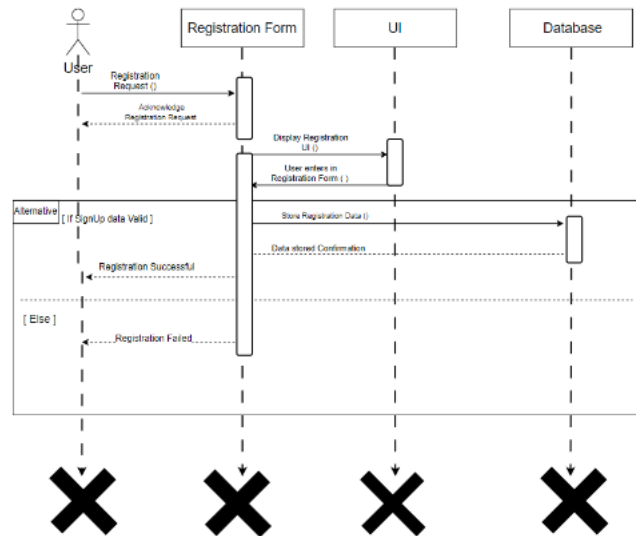 Registration Form
UI
Database
User
Registration
Request ()
Acknowledge
Registration Request
Display Registration
UI ()
User enters in
Registration Form ( )
Alternative
[ If SignUp data Valid ]
Store Registration Data ()
Data stored Confirmation
Registration Successful
[ Else ]
Registration Failed